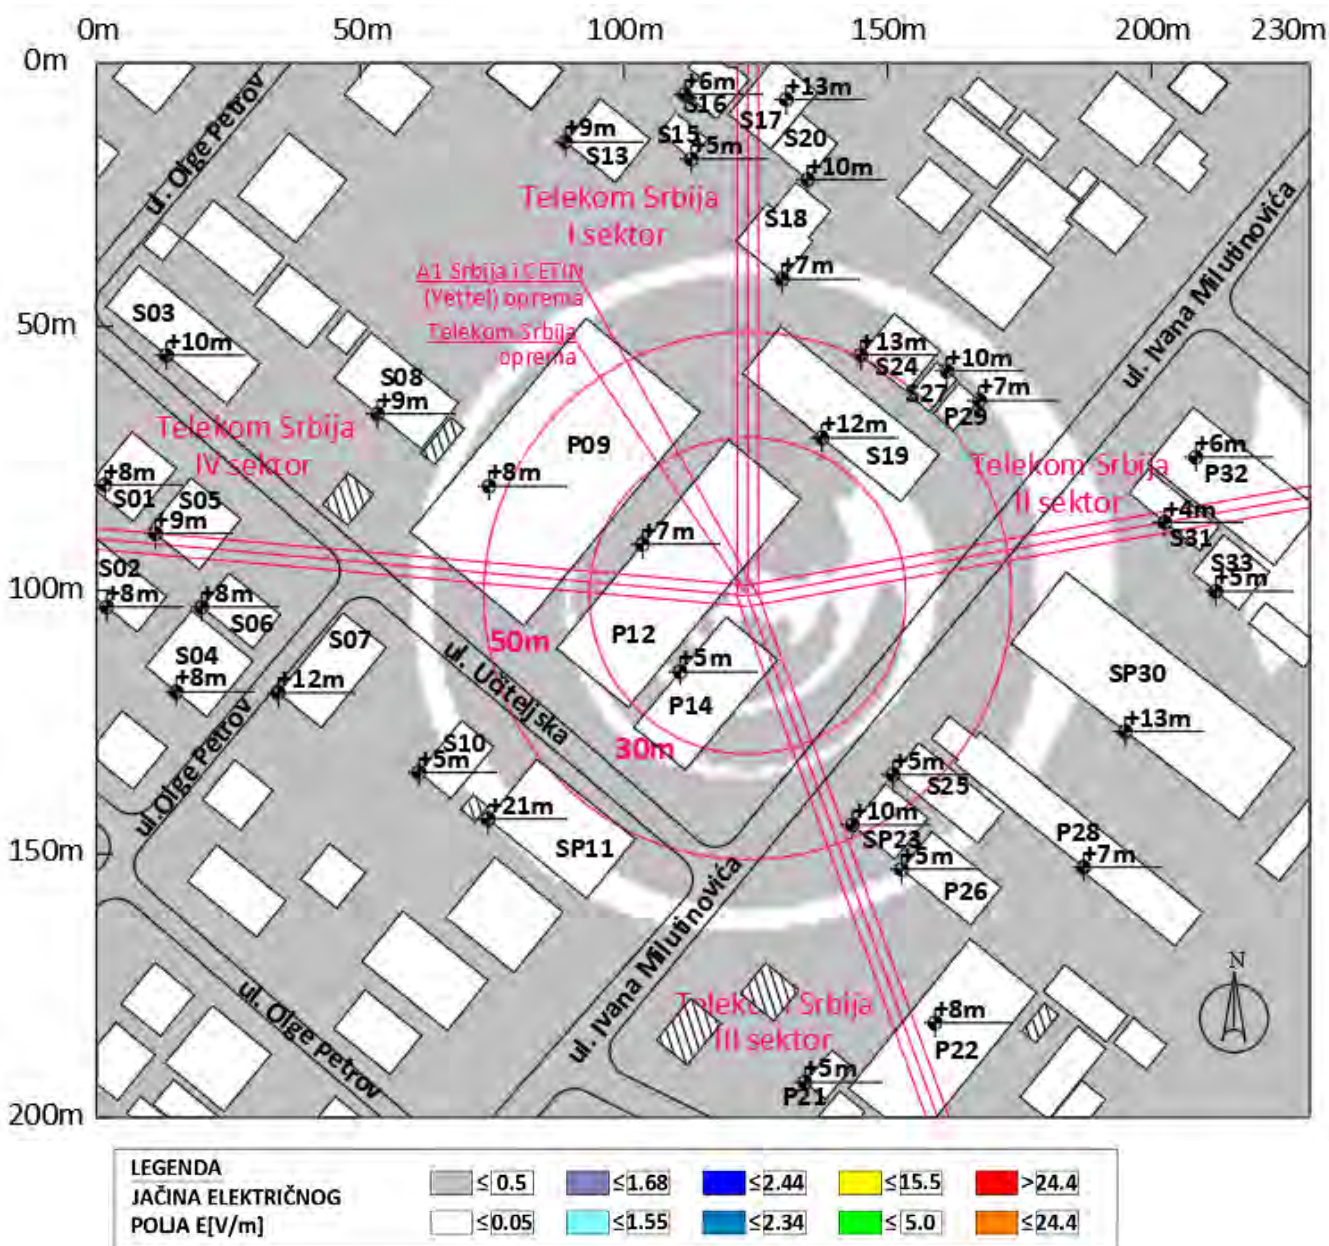 0m 50m 100m 150m 200m 230m
0m
50m
100m
150m
200m
ul. Olge Petrov
+6m
S16
+13m
S17
+9m
S13
S15
+5m
S20
+10m
Telekom Srbija
I sektor
S18
+7m
A1 Srbija i CETIN
(Yettel) oprema
Telekom Srbija
oprema
ul. Ivana Milutinovića
S03
+10m
S08
+9m
+13m
S24
+10m
S27
+7m
P29
P09
+8m
+12m
S19
Telekom Srbija
IV sektor
Telekom Srbija
II sektor
+6m
P32
+8m
S01
S05
+9m
+7m
+4m
S31
S33
+5m
S02
+8m
+8m
S06
S07
S04
+8m
+12m
50m
P12
+5m
P14
30m
SP30
+13m
ul. Učiteljska
ul.Olge Petrov
S10
+5m
+21m
SP11
+5m
S25
+10m
SP23
+5m
P26
P28
+7m
ul. Ivana Milutinovića
ul. Olge petrov
Telekom Srbija
III sektor
+8m
P22
+5m
P21
N
LEGENDA
JAČINA ELEKTRIČNOG
POLJA E[V/m]
≤0.5 ≤1.68 ≤2.44 ≤15.5 >24.4
≤0.05 ≤1.55 ≤2.34 ≤5.0 ≤24.4